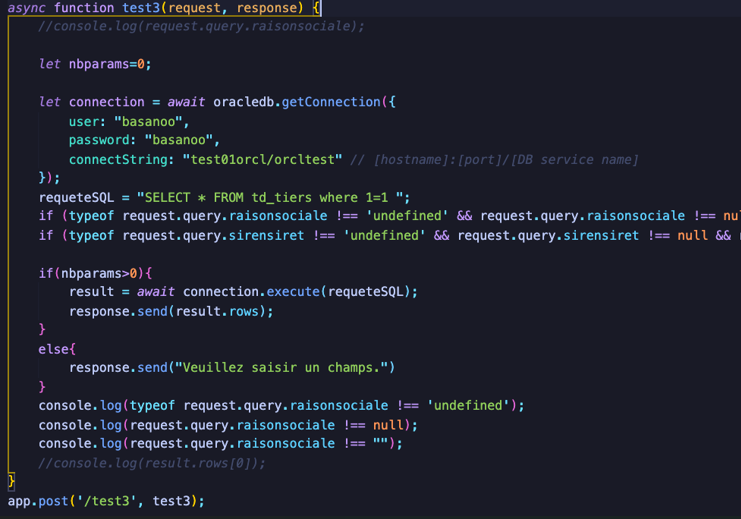 async function test3(request, response) {
//console.log(request.query.raisonsociale);
let nbparams=0;
let connection = await oracledb.getConnection({
user: "basanoo",
password: "basanoo",
connectString: "test01orcl/orcltest" // [hostname]:[port]/[DB service name]
});
requeteSQL = "SELECT * FROM td_tiers where 1=1 ";
if (typeof request.query.raisonsociale !== 'undefined' && request.query.raisonsociale !== nu
if (typeof request.query.sirensiret !== 'undefined' && request.query.sirensiret !== null &&
if(nbparams>0){
result = await connection.execute(requeteSQL);
response.send(result.rows);
}
else{
response.send("Veuillez saisir un champs.")
}
console.log(typeof request.query.raisonsociale !== 'undefined');
console.log(request.query.raisonsociale !== null);
console.log(request.query.raisonsociale !== "");
//console.log(result.rows[0]);
}
app.post('/test3', test3);